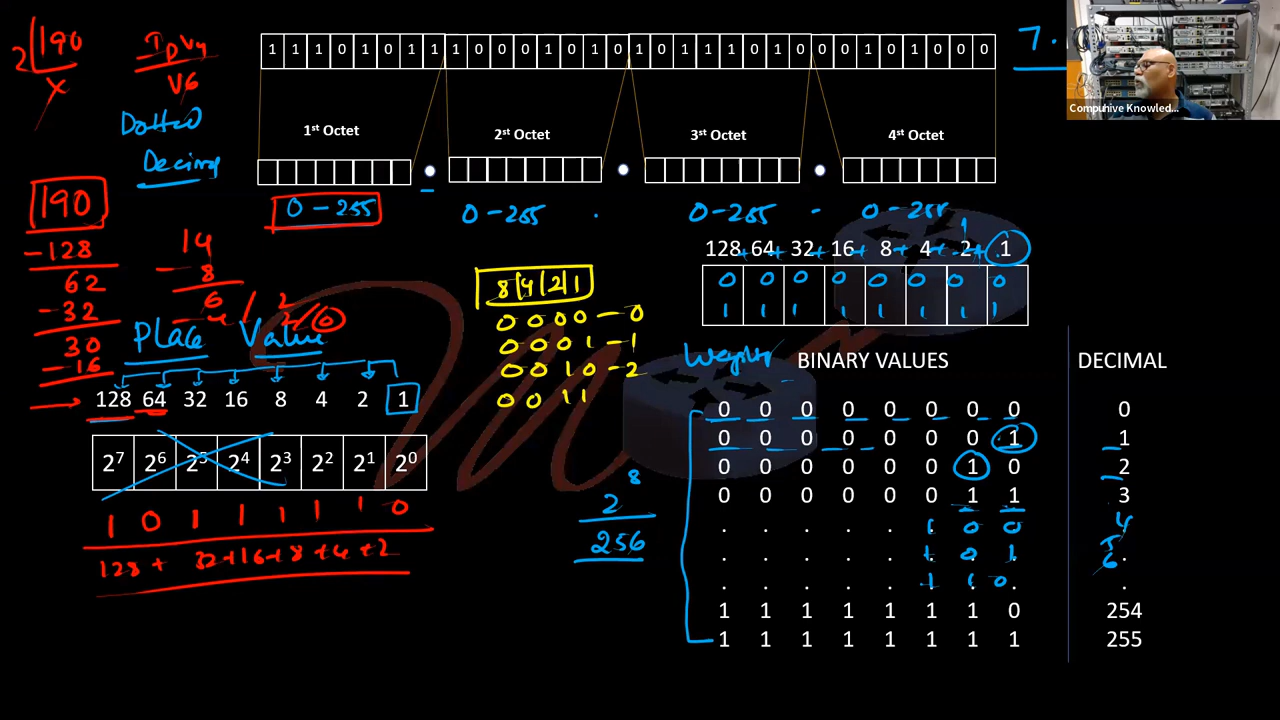 2 190
x
IPV4
V6
Dotted
Decimal
1 1 1 0 1 0 1 1 1 0 0 0 1 0 1 0 1 0 1 1 1 0 1 0 0 0 1 0 0 0 0 0
7.
Compuhive Knowled...
1st Octet 2st Octet 3st Octet 4st Octet
0-255 0-255 . 0-255 - 0-255
190
-128
62
-32
30
-16
14
-8
6
2
2/0
8 4 2 1
0 0 0 0 - 0
0 0 0 1 - 1
0 0 1 0 - 2
0 0 1 1
1
128+ 64+ 32+ 16+ 8+ 4+ 2+ 1
0 0 0 0 0 0 0 0
1 1 1 1 1 1 1 1
Place Value
128 64 32 16 8 4 2 1
2^7 2^6 2^5 2^4 2^3 2^2 2^1 2^0
1 0 1 1 1 1 1 0
128 + 32+16+8+4+2
2^8
256
BINARY VALUES DECIMAL
0 0 0 0 0 0 0 0 0
0 0 0 0 0 0 0 1 1
0 0 0 0 0 0 1 0 2
0 0 0 0 0 0 1 1 3
. . . . . 1 0 0 4
. . . . . 1 0 1 5 .
. . . . . 1 1 0 6 .
1 1 1 1 1 1 1 0 254
1 1 1 1 1 1 1 1 255